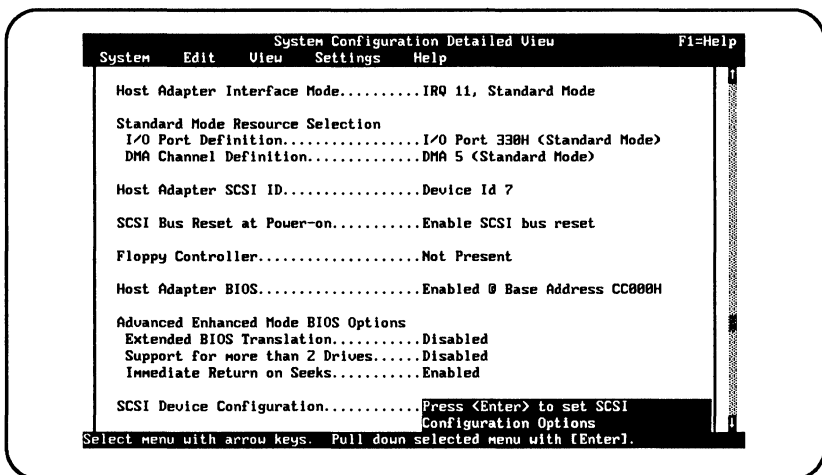 System Configuration Detailed View F1=Help
System Edit View Settings Help
Host Adapter Interface Mode..........IRQ 11, Standard Mode
Standard Mode Resource Selection
I/O Port Definition.................I/O Port 330H (Standard Mode)
DMA Channel Definition..............DMA 5 (Standard Mode)
Host Adapter SCSI ID.................Device Id 7
SCSI Bus Reset at Power-on...........Enable SCSI bus reset
Floppy Controller....................Not Present
Host Adapter BIOS....................Enabled @ Base Address CC000H
Advanced Enhanced Mode BIOS Options
Extended BIOS Translation...........Disabled
Support for more than 2 Drives......Disabled
Immediate Return on Seeks...........Enabled
SCSI Device Configuration............Press <Enter> to set SCSI
Configuration Options
Select menu with arrow keys. Pull down selected menu with [Enter].